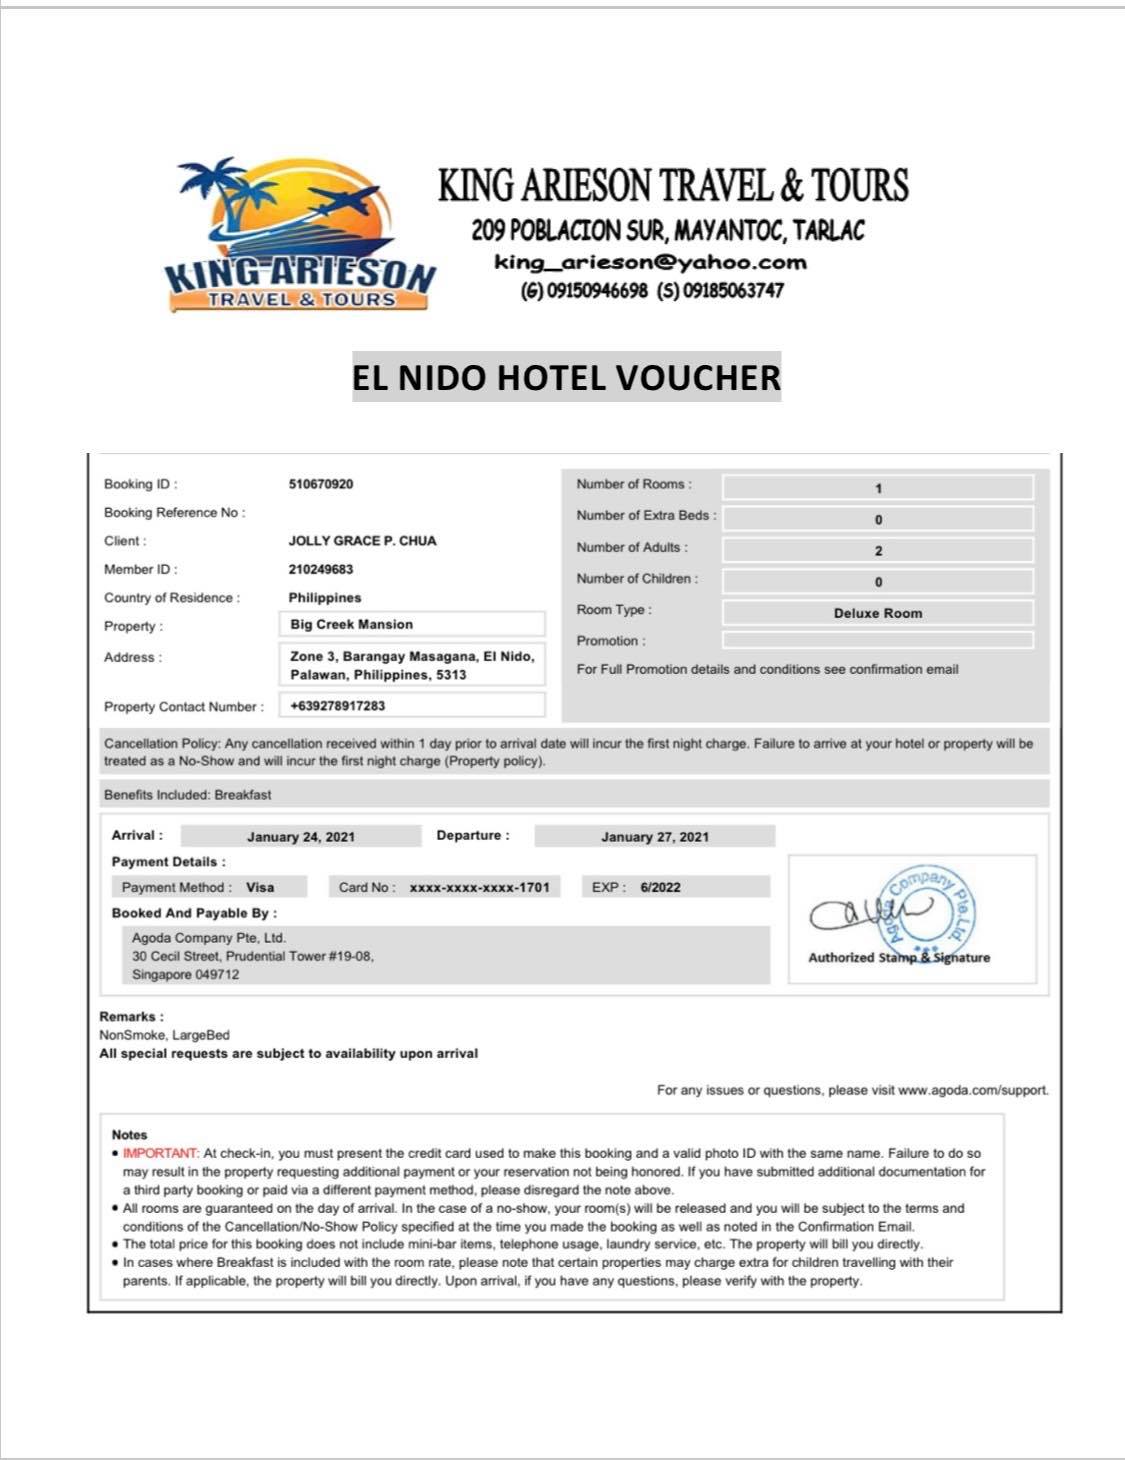 KING ARIESON
TRAVEL & TOURS
KING ARIESON TRAVEL & TOURS
209 POBLACION SUR, MAYANTOC, TARLAC
king_arieson@yahoo.com
(G) 09150946698 (S) 09185063747
EL NIDO HOTEL VOUCHER
Booking ID : 510670920
Booking Reference No :
Client : JOLLY GRACE P. CHUA
Member ID : 210249683
Country of Residence : Philippines
Property : Big Creek Mansion
Address : Zone 3, Barangay Masagana, El Nido,
Palawan, Philippines, 5313
Property Contact Number : +639278917283
Number of Rooms : 1
Number of Extra Beds : 0
Number of Adults : 2
Number of Children : 0
Room Type : Deluxe Room
Promotion :
For Full Promotion details and conditions see confirmation email
Cancellation Policy: Any cancellation received within 1 day prior to arrival date will incur the first night charge. Failure to arrive at your hotel or property will be
treated as a No-Show and will incur the first night charge (Property policy).
Benefits Included: Breakfast
Arrival : January 24, 2021 Departure : January 27, 2021
Payment Details :
Payment Method : Visa Card No : xxxx-xxxx-xxxx-1701 EXP : 6/2022
Booked And Payable By :
Agoda Company Pte, Ltd.
30 Cecil Street, Prudential Tower #19-08,
Singapore 049712
Agoda Company Pte.Ltd.
Authorized Stamp & Signature
Remarks :
NonSmoke, LargeBed
All special requests are subject to availability upon arrival
For any issues or questions, please visit www.agoda.com/support.
Notes
• IMPORTANT: At check-in, you must present the credit card used to make this booking and a valid photo ID with the same name. Failure to do so
may result in the property requesting additional payment or your reservation not being honored. If you have submitted additional documentation for
a third party booking or paid via a different payment method, please disregard the note above.
• All rooms are guaranteed on the day of arrival. In the case of a no-show, your room(s) will be released and you will be subject to the terms and
conditions of the Cancellation/No-Show Policy specified at the time you made the booking as well as noted in the Confirmation Email.
• The total price for this booking does not include mini-bar items, telephone usage, laundry service, etc. The property will bill you directly.
• In cases where Breakfast is included with the room rate, please note that certain properties may charge extra for children travelling with their
parents. If applicable, the property will bill you directly. Upon arrival, if you have any questions, please verify with the property.